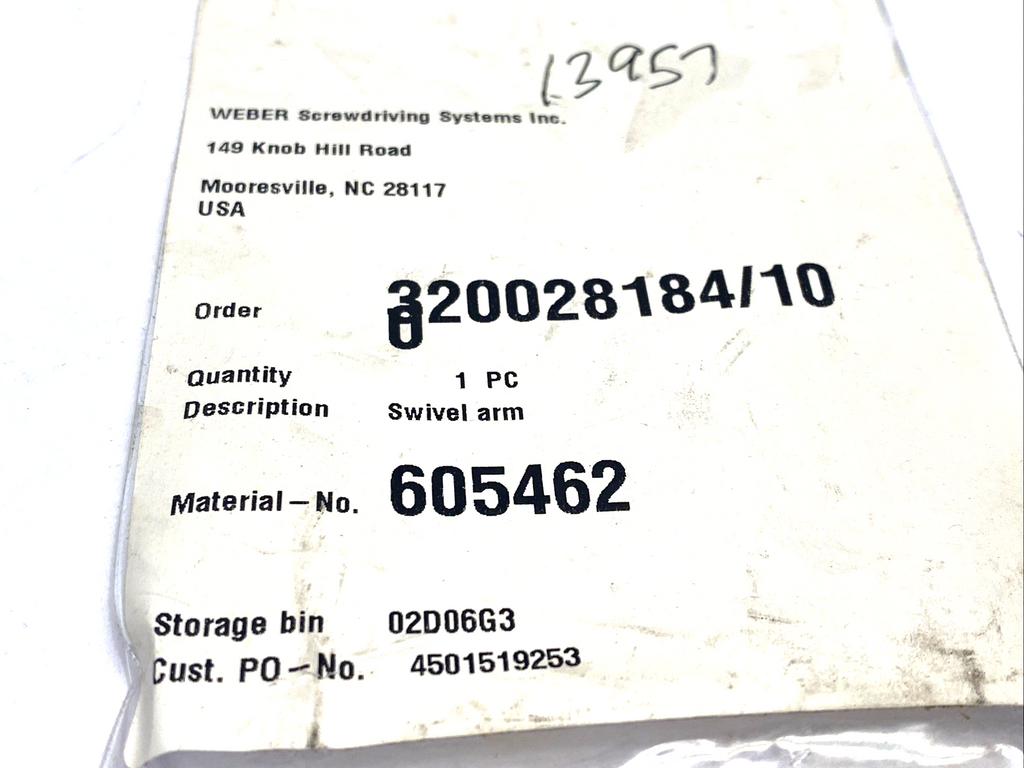 13957
WEBER Screwdriving Systems Inc.
149 Knob Hill Road
Mooresville, NC 28117
USA
Order 320028184/10
0
Quantity 1 PC
Description Swivel arm
Material-No. 605462
Storage bin 02D06G3
Cust. PO-No. 4501519253